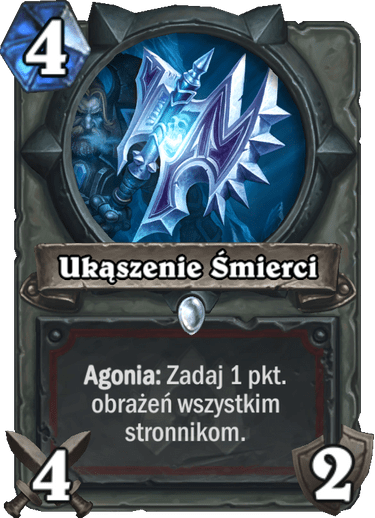 4
Ukąszenie Śmierci
Agonia: Zadaj 1 pkt.
obrażeń wszystkim
stronnikom.
4 2